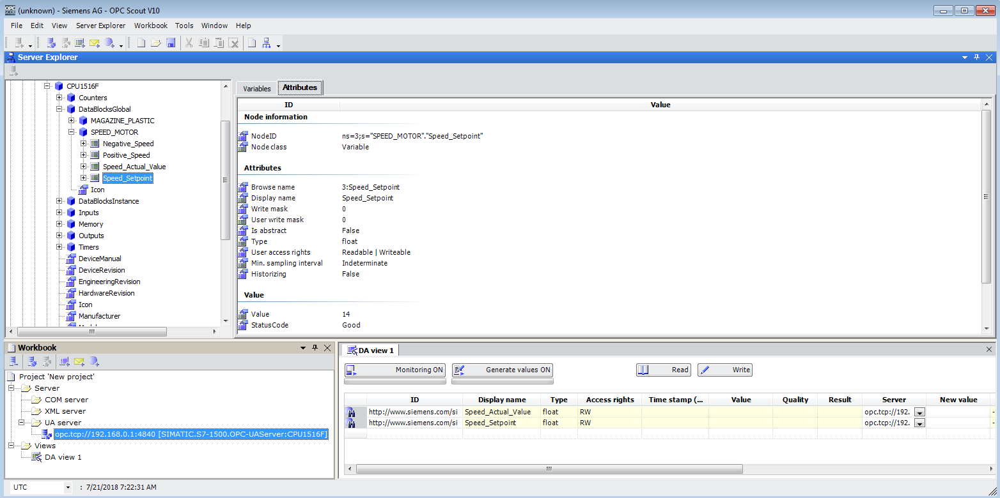 OPC SCOUT
(unknown) - Siemens AG - OPC Scout V10
File Edit View Server Explorer Workbook Tools Window Help
Server Explorer
CPU1516F
Counters
DataBlocksGlobal
MAGAZINE_PLASTIC
SPEED_MOTOR
Negative_Speed
Positive_Speed
Speed_Actual_Value
Speed_Setpoint
Icon
DataBlocksInstance
Inputs
Memory
Outputs
Timers
DeviceManual
DeviceRevision
EngineeringRevision
HardwareRevision
Icon
Manufacturer
Variables Attributes
ID Value
Node information
NodeID ns=3;s="SPEED_MOTOR"."Speed_Setpoint"
Node class Variable
Attributes
Browse name 3:Speed_Setpoint
Display name Speed_Setpoint
Write mask 0
User write mask 0
Is abstract False
Type float
User access rights Readable | Writeable
Min. sampling interval Indeterminate
Historizing False
Value
Value 14
StatusCode Good
Workbook
Project 'New project'
Server
COM server
XML server
UA server
opc.tcp://192.168.0.1:4840 [SIMATIC.S7-1500.OPC-UAServer:CPU1516F]
Views
DA view 1
DA view 1
Monitoring ON Generate values ON Read Write
ID Display name Type Access rights Time stamp (... Value Quality Result Server New value
http://www.siemens.com/si Speed_Actual_Value float RW opc.tcp://192. -
http://www.siemens.com/si Speed_Setpoint float RW opc.tcp://192. -
UTC : 7/21/2018 7:22:31 AM